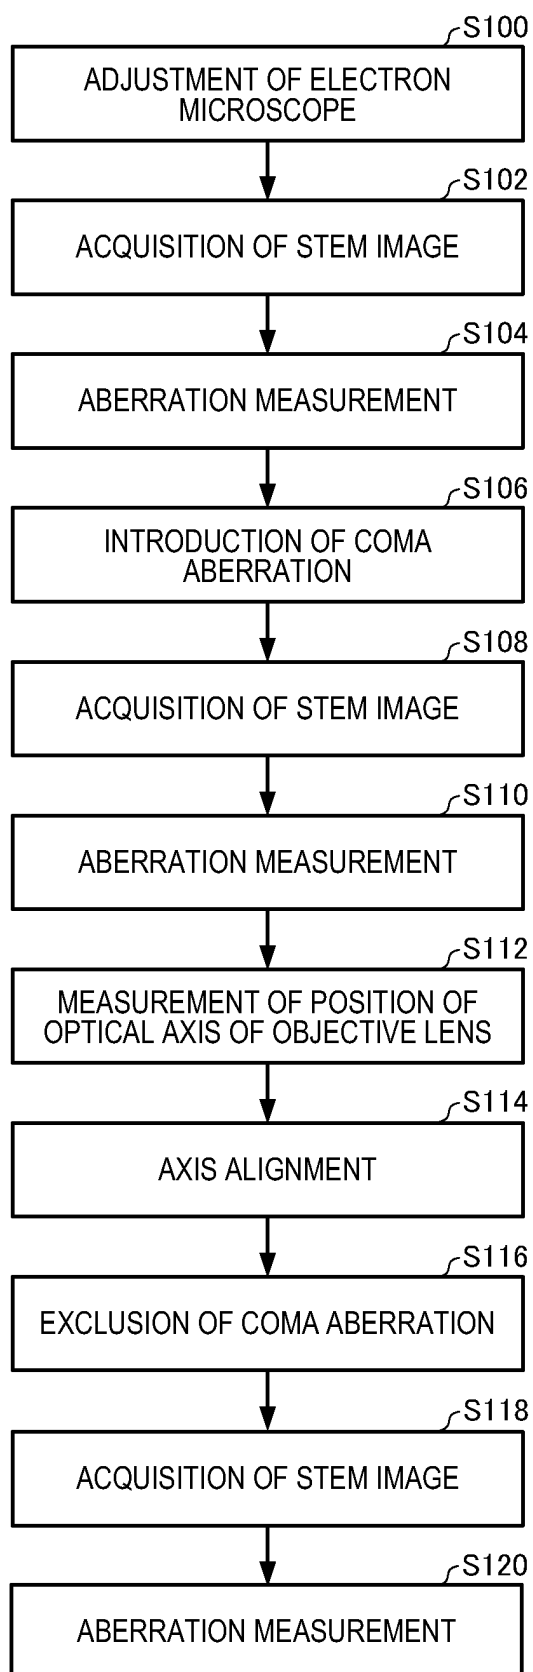 S100
ADJUSTMENT OF ELECTRON
MICROSCOPE
S102
ACQUISITION OF STEM IMAGE
S104
ABERRATION MEASUREMENT
S106
INTRODUCTION OF COMA
ABERRATION
S108
ACQUISITION OF STEM IMAGE
S110
ABERRATION MEASUREMENT
S112
MEASUREMENT OF POSITION OF
OPTICAL AXIS OF OBJECTIVE LENS
S114
AXIS ALIGNMENT
S116
EXCLUSION OF COMA ABERRATION
S118
ACQUISITION OF STEM IMAGE
S120
ABERRATION MEASUREMENT